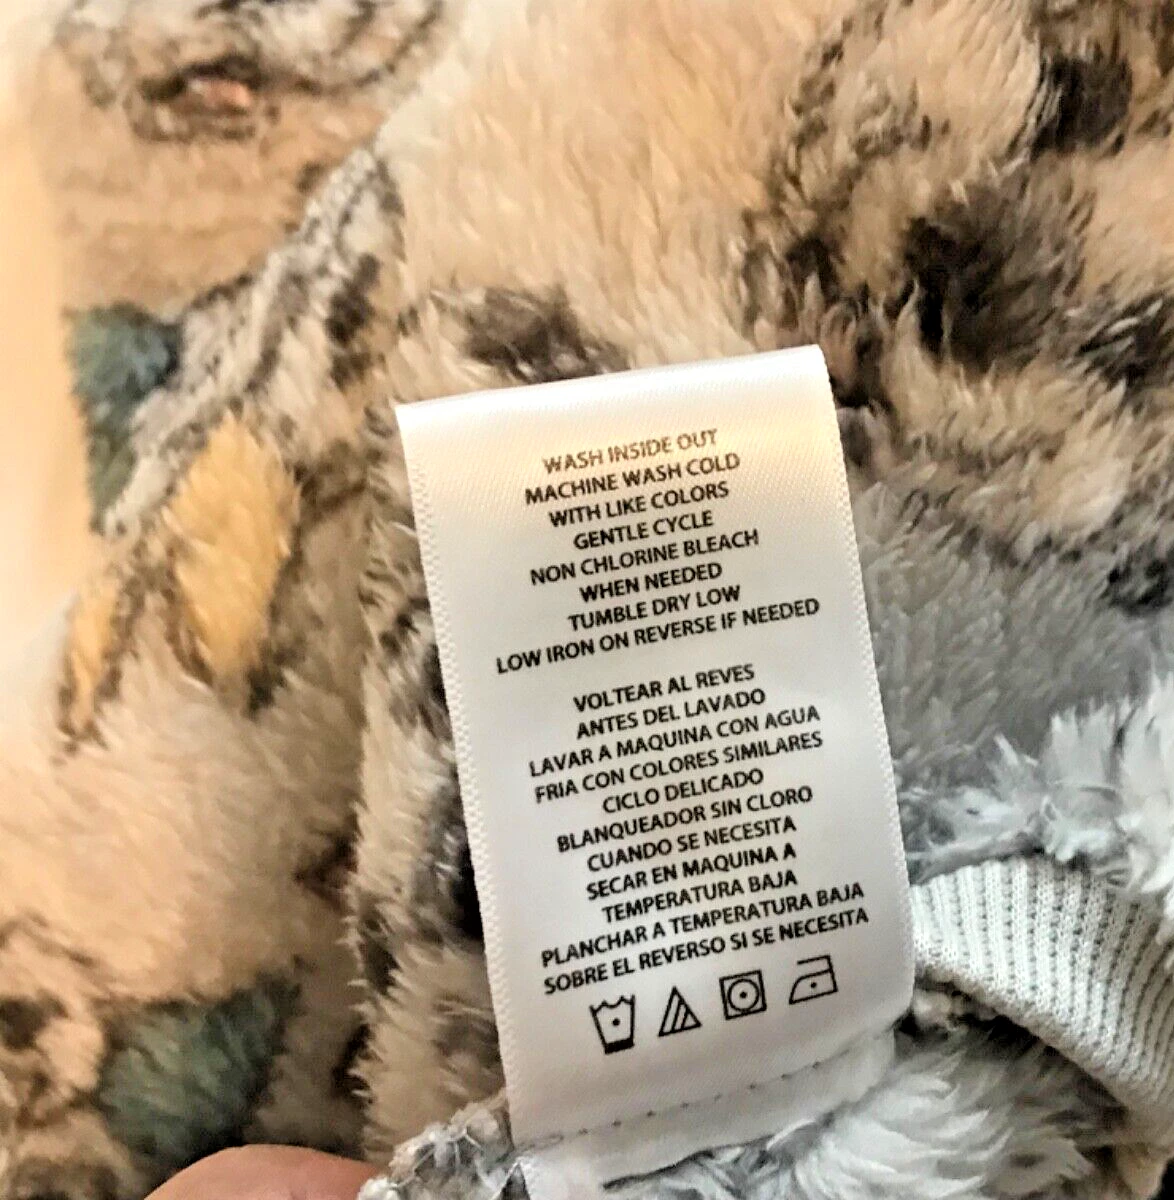 WASH INSIDE OUT
MACHINE WASH COLD
WITH LIKE COLORS
GENTLE CYCLE
NON CHLORINE BLEACH
WHEN NEEDED
TUMBLE DRY LOW
LOW IRON ON REVERSE IF NEEDED
VOLTEAR AL REVES
ANTES DEL LAVADO
LAVAR A MAQUINA CON AGUA
FRIA CON COLORES SIMILARES
CICLO DELICADO
BLANQUEADOR SIN CLORO
CUANDO SE NECESITA
SECAR EN MAQUINA A
TEMPERATURA BAJA
PLANCHAR A TEMPERATURA BAJA
SOBRE EL REVERSO SI SE NECESITA